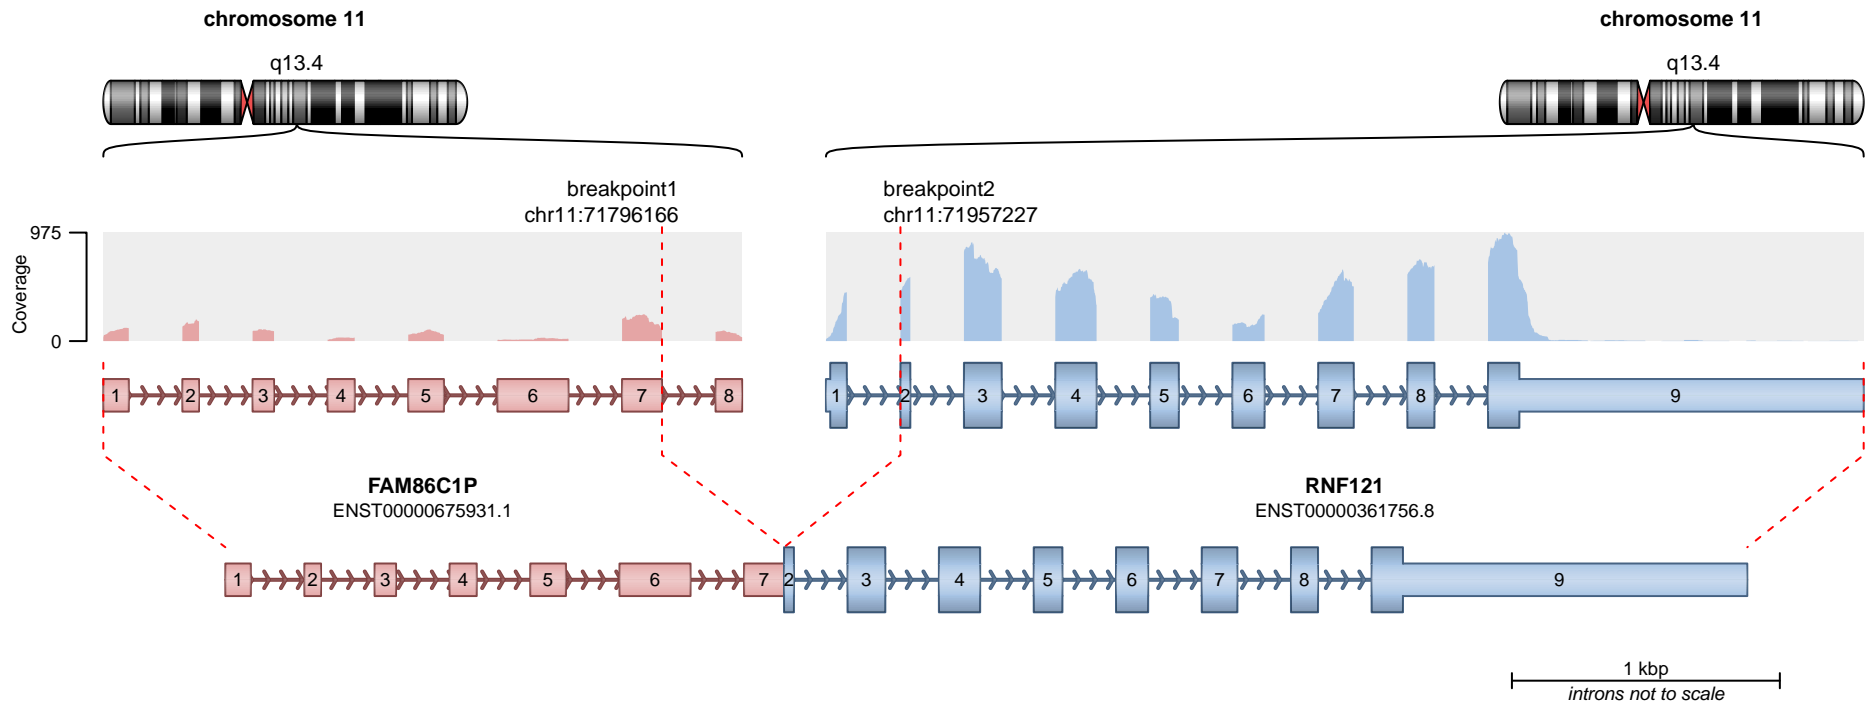 chromosome 11
chromosome 11
q13.4
q13.4
breakpoint1
chr11:71796166
breakpoint2
chr11:71957227
975
0
Coverage
1 2 3 4 5 6 7 8
1 2 3 4 5 6 7 8 9
FAM86C1P
ENST00000675931.1
RNF121
ENST00000361756.8
1 2 3 4 5 6 7 2 3 4 5 6 7 8 9
1 kbp
introns not to scale